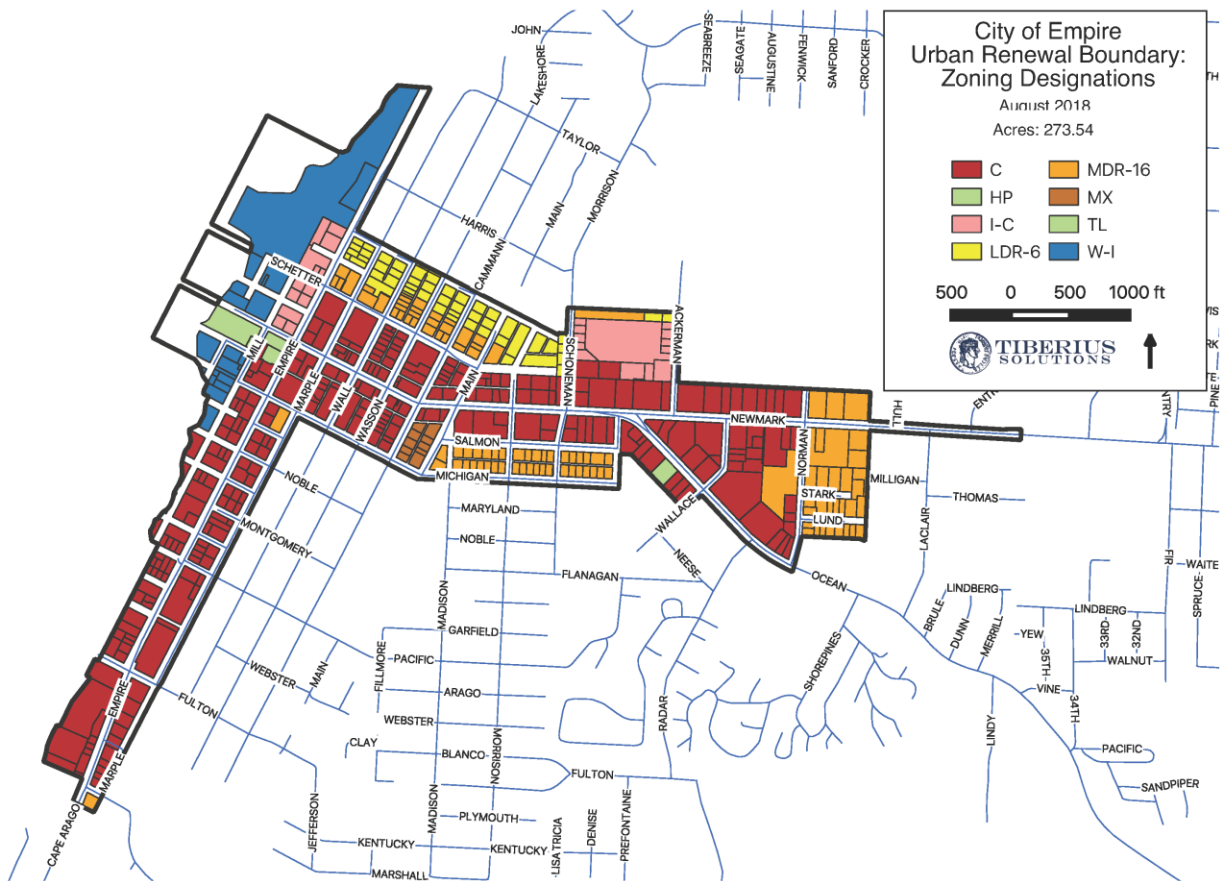 City of Empire
Urban Renewal Boundary:
Zoning Designations
August 2018
Acres: 273.54
C
HP
I-C
LDR-6
MDR-16
MX
TL
W-I
500 0 500 1000 ft
TIBERIUS
SOLUTIONS
JOHN
LAKESHORE
SEABREEZE
SEAGATE
AUGUSTINE
FENWICK
SANFORD
CROCKER
TAYLOR
MORRISON
MAIN
HARRIS
CAMMANN
SCHETTER
ACKERMAN
SCHONEMAN
MILL
EMPIRE
MARPLE
WALL
WASSON
MAIN
NEWMARK
HULL
SALMON
MICHIGAN
NORMAN
STARK
LUND
MILLIGAN
THOMAS
LACLAIR
WALLACE
NEESE
NOBLE
MONTGOMERY
MARYLAND
NOBLE
FLANAGAN
OCEAN
MADISON
GARFIELD
PACIFIC
FILLMORE
ARAGO
WEBSTER
CLAY
BLANCO
MORRISON
FULTON
MADISON
PLYMOUTH
KENTUCKY
KENTUCKY
MARSHALL
JEFFERSON
LISA TRICIA
DENISE
PREFONTAINE
RADAR
SHOREPINES
WEBSTER
MAIN
FULTON
EMPIRE
MARPLE
CAPE ARAGO
BRULE
DUNN
LINDBERG
MERRILL
YEW
35TH
LINDBERG
33RD
32ND
WALNUT
VINE
34TH
LINDY
PACIFIC
SANDPIPER
FIR
WAITE
SPRUCE
PINE